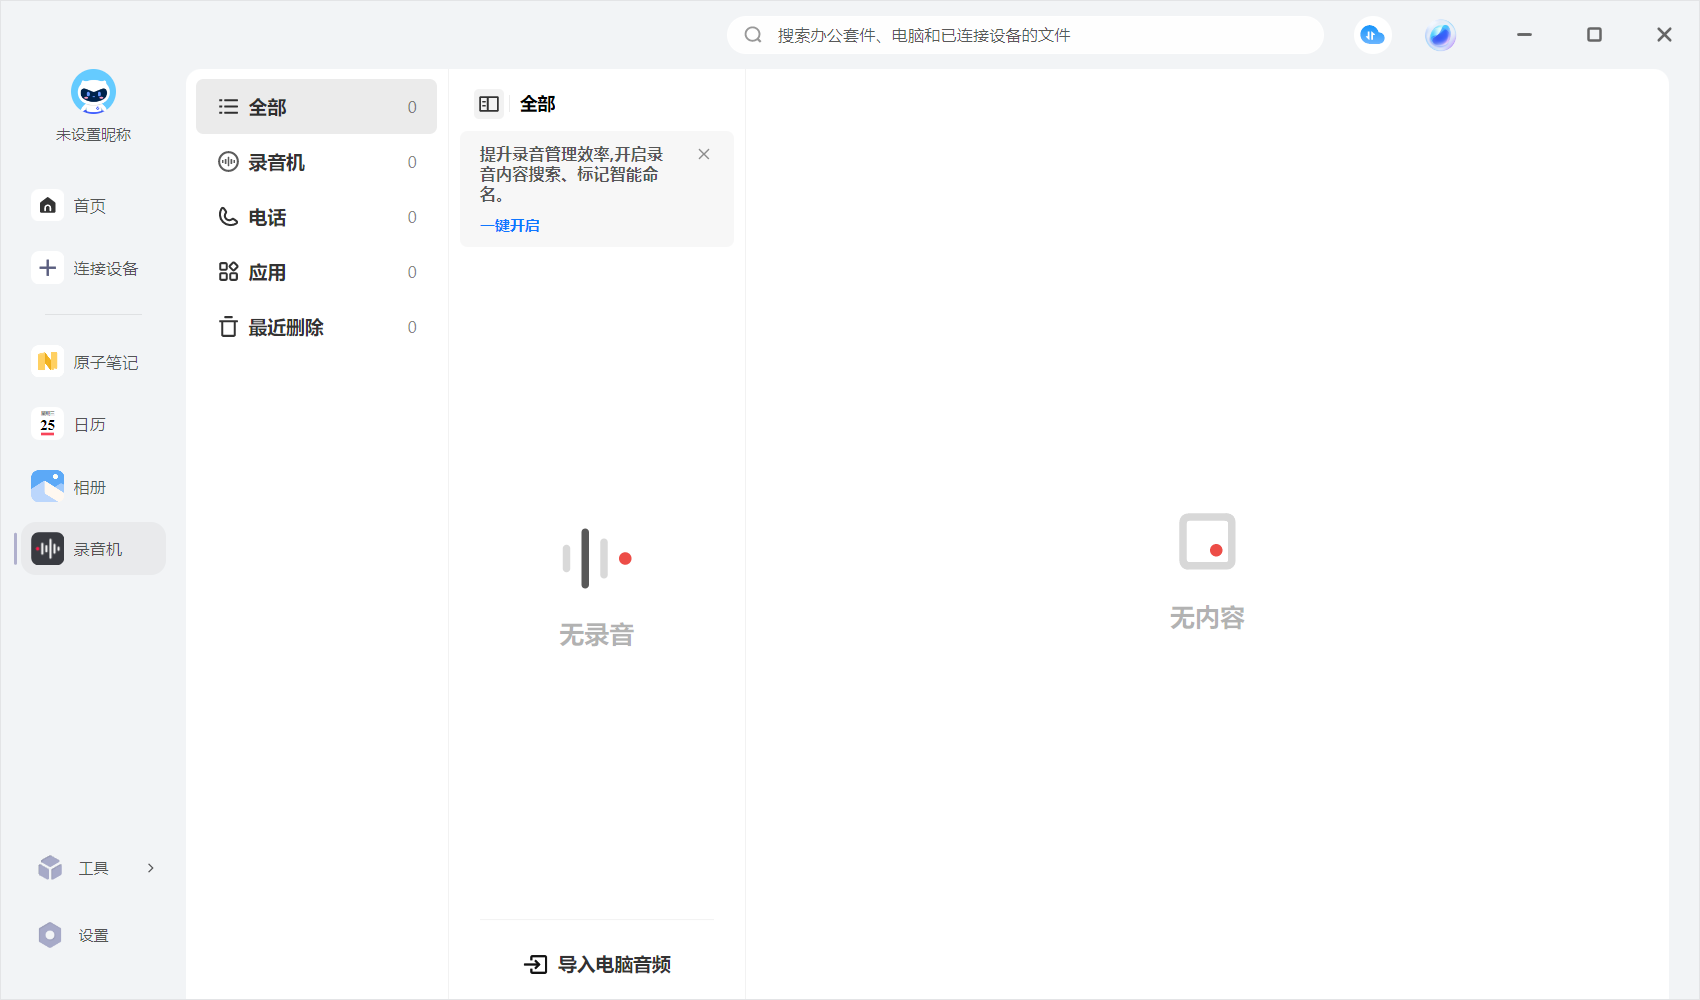 搜索办公套件、电脑和已连接设备的文件
未设置昵称
首页
连接设备
原子笔记
25
日历
相册
录音机
工具
设置
全部 0
录音机 0
电话 0
应用 0
最近删除 0
全部
提升录音管理效率,开启录
音内容搜索、标记智能命
名。
一键开启
无录音
导入电脑音频
无内容